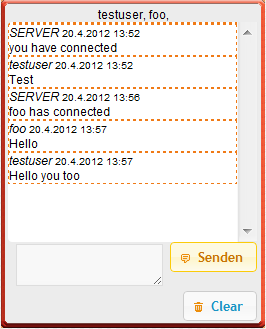 testuser, foo,
SERVER 20.4.2012 13:52
you have connected
testuser 20.4.2012 13:52
Test
SERVER 20.4.2012 13:56
foo has connected
foo 20.4.2012 13:57
Hello
testuser 20.4.2012 13:57
Hello you too
Senden
Clear